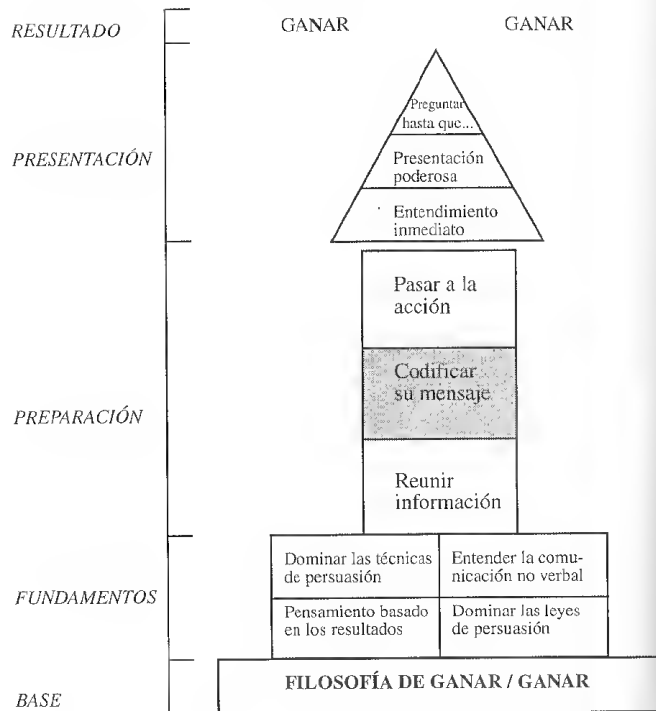 RESULTADO
GANAR GANAR
PRESENTACIÓN
Preguntar
hasta que...
Presentación
poderosa
Entendimiento
inmediato
PREPARACIÓN
Pasar a la
acción
Codificar
su mensaje
Reunir
información
FUNDAMENTOS
Dominar las técnicas
de persuasión
Entender la comu-
nicación no verbal
Pensamiento basado
en los resultados
Dominar las leyes
de persuasión
BASE
FILOSOFÍA DE GANAR / GANAR